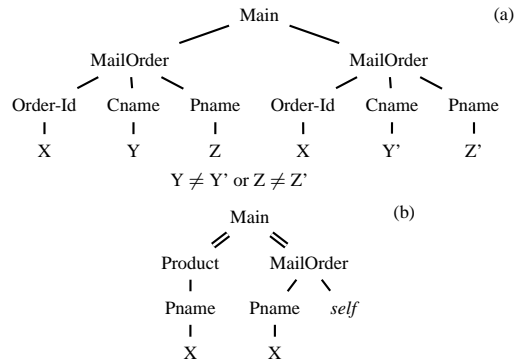 Main (a)
MailOrder MailOrder
Order-Id Cname Pname Order-Id Cname Pname
X Y Z X Y' Z'
Y ≠ Y' or Z ≠ Z'
(b)
Main
Product MailOrder
Pname Pname self
X X